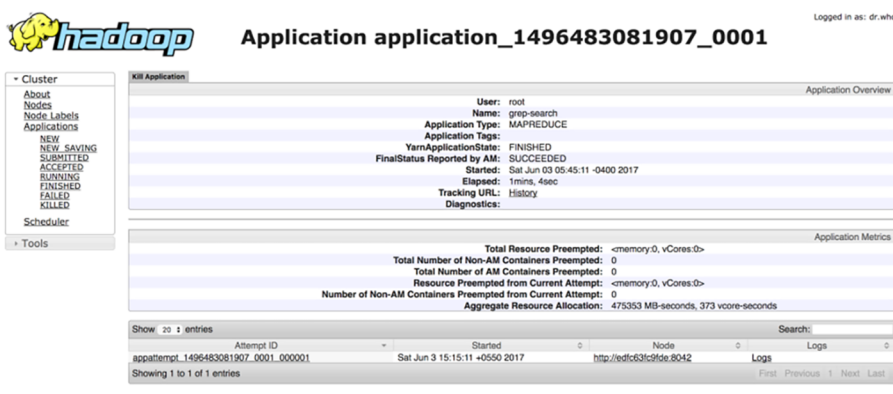 Logged in as: dr.who
hadoop
Application application_1496483081907_0001
Cluster
About
Nodes
Node Labels
Applications
NEW
NEW_SAVING
SUBMITTED
ACCEPTED
RUNNING
FINISHED
FAILED
KILLED
Scheduler
Tools
Kill Application
Application Overview
User: root
Name: grep-search
Application Type: MAPREDUCE
Application Tags:
YarnApplicationState: FINISHED
FinalStatus Reported by AM: SUCCEEDED
Started: Sat Jun 03 05:45:11 -0400 2017
Elapsed: 1mins, 4sec
Tracking URL: History
Diagnostics:
Application Metrics
Total Resource Preempted: <memory:0, vCores:0>
Total Number of Non-AM Containers Preempted: 0
Total Number of AM Containers Preempted: 0
Resource Preempted from Current Attempt: <memory:0, vCores:0>
Number of Non-AM Containers Preempted from Current Attempt: 0
Aggregate Resource Allocation: 475353 MB-seconds, 373 vcore-seconds
Show 20 entries Search:
Attempt ID Started Node Logs
appattempt_1496483081907_0001_000001 Sat Jun 3 15:15:11 +0550 2017 http://edfc63fc9fde:8042 Logs
Showing 1 to 1 of 1 entries First Previous 1 Next Last